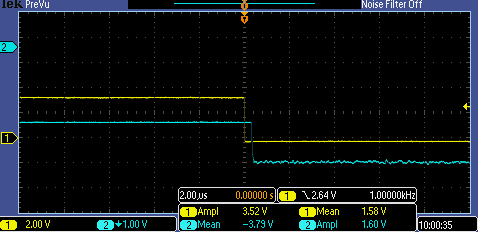 Tek PreVu Noise Filter Off
2
1
2.00µs 0.00000 s 1 2.64 V 1.00000kHz
1 Ampl 3.52 V 1 Mean 1.58 V
2 Mean −3.79 V 2 Ampl 1.60 V
1 2.00 V 2 1.00 V 10:00:35